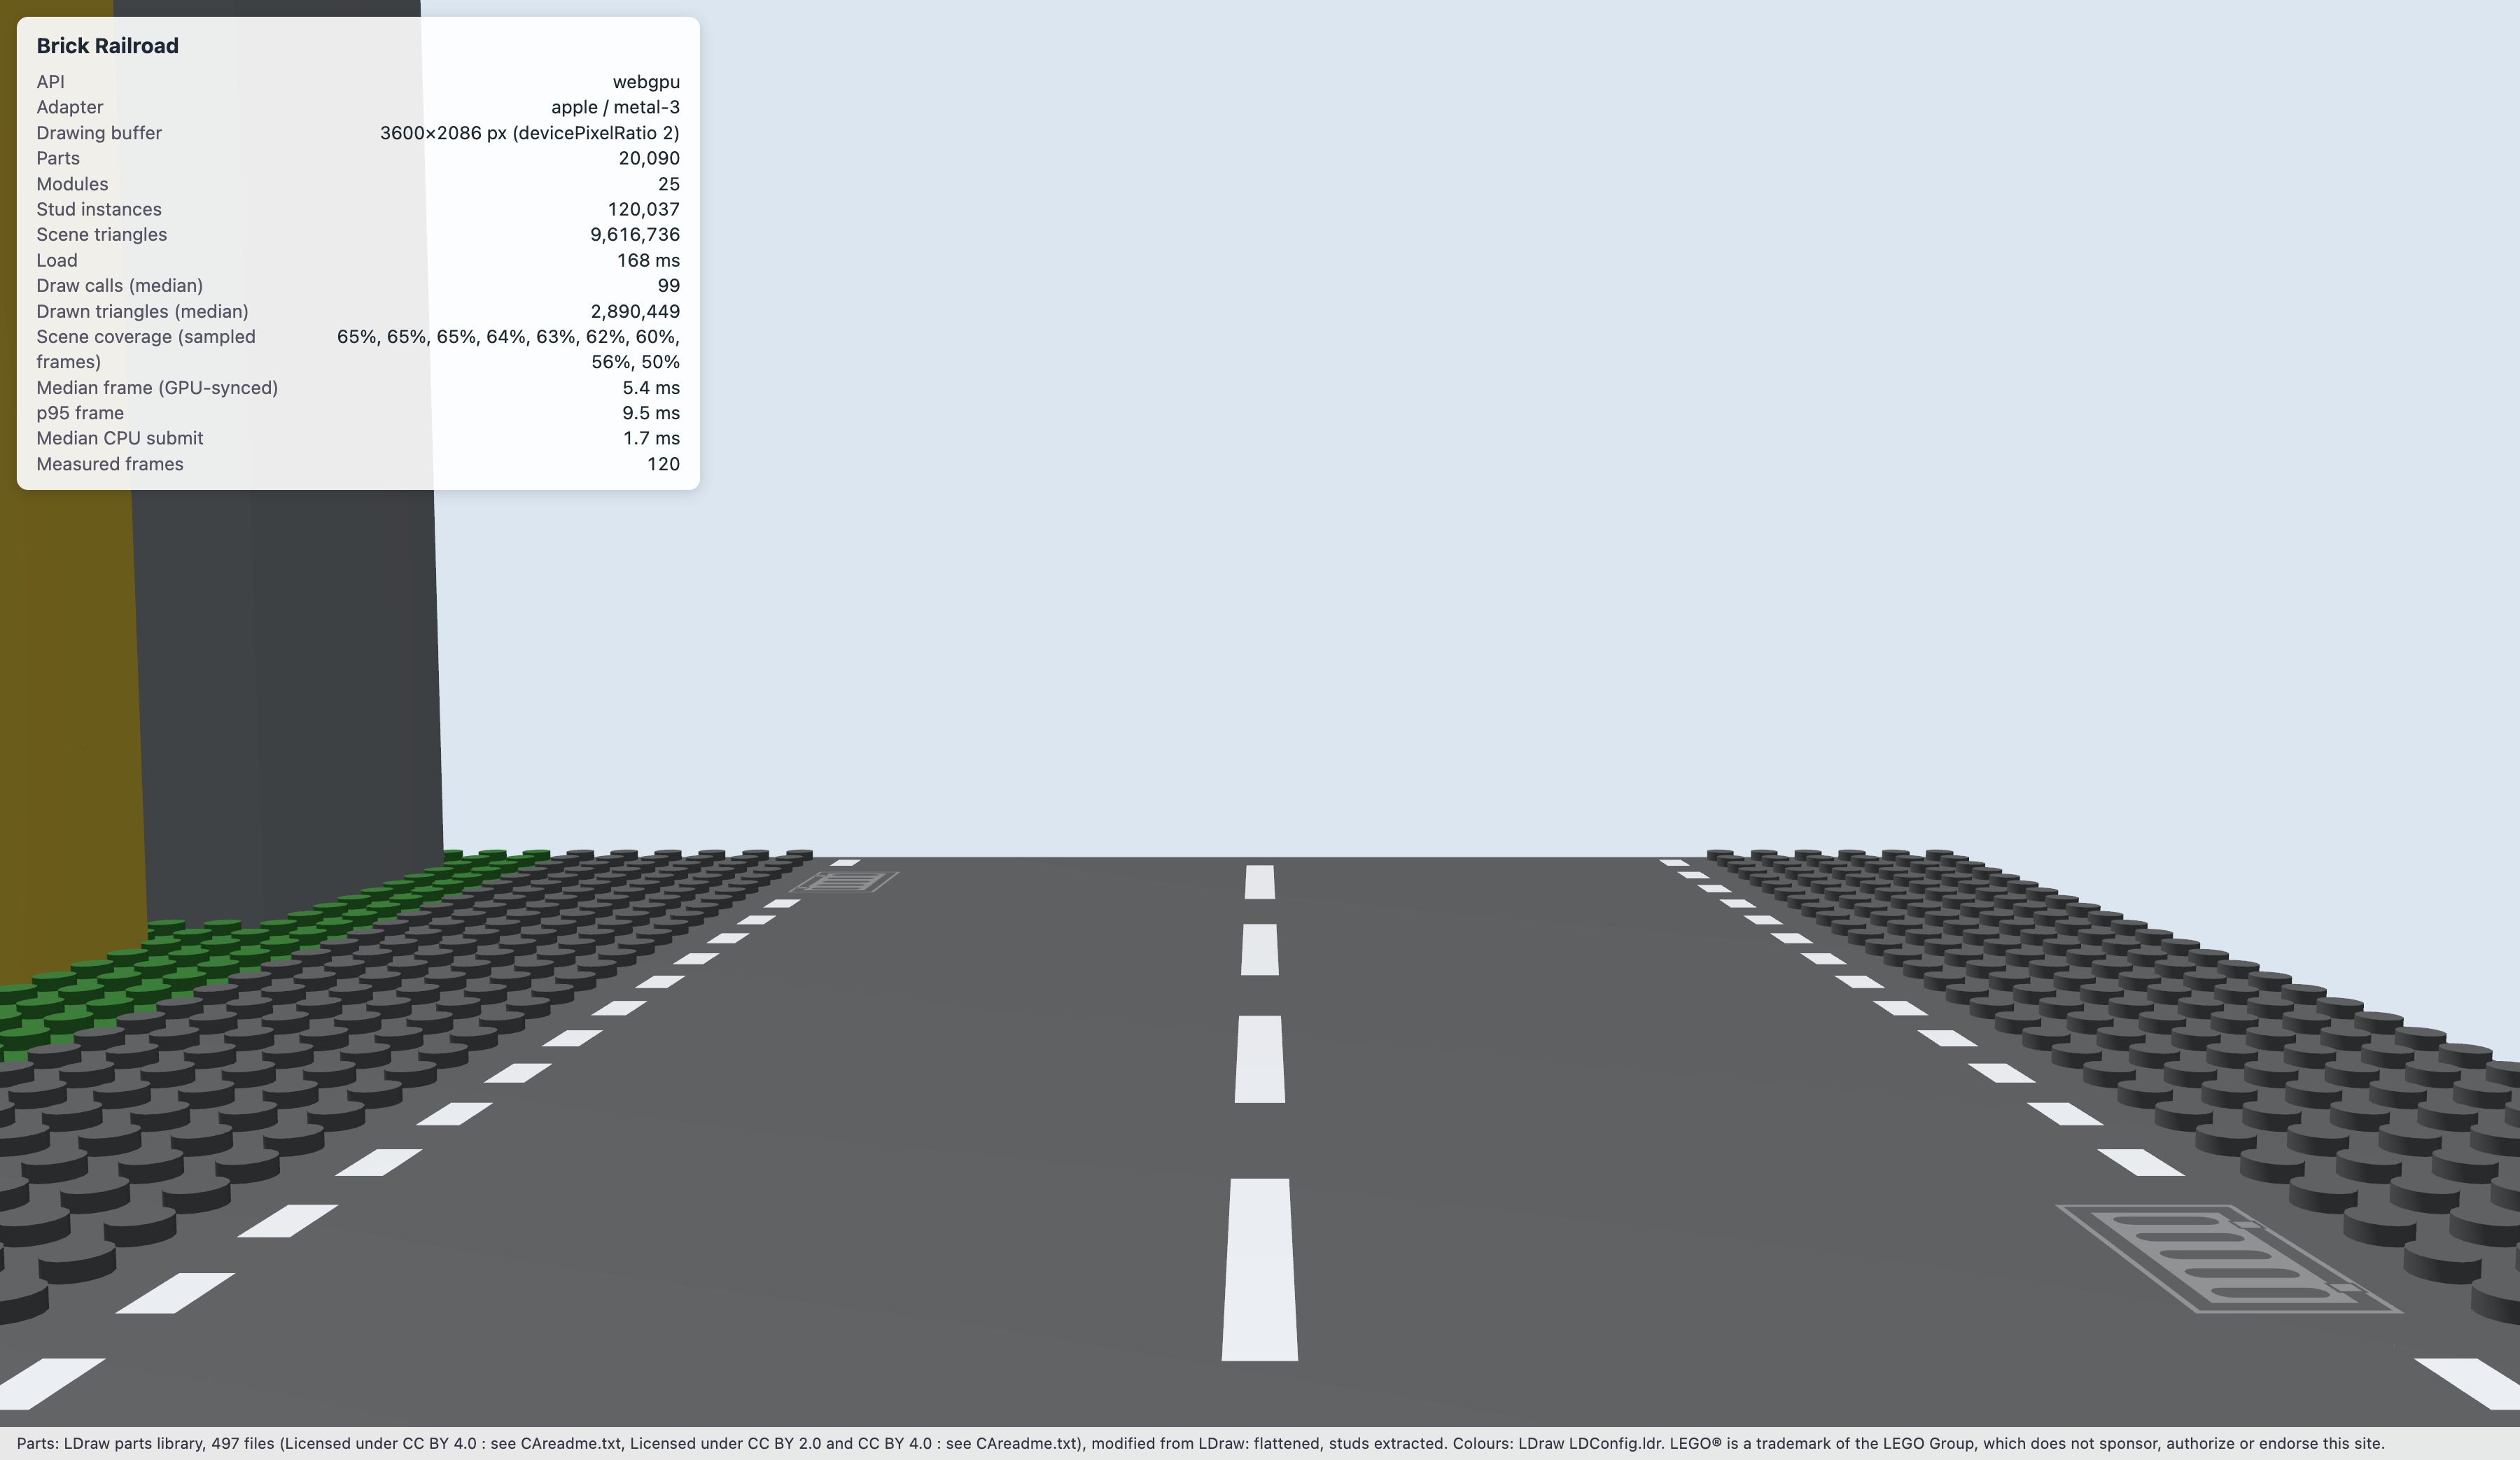 Brick Railroad
API webgpu
Adapter apple / metal-3
Drawing buffer 3600×2086 px (devicePixelRatio 2)
Parts 20,090
Modules 25
Stud instances 120,037
Scene triangles 9,616,736
Load 168 ms
Draw calls (median) 99
Drawn triangles (median) 2,890,449
Scene coverage (sampled 65%, 65%, 65%, 64%, 63%, 62%, 60%,
frames) 56%, 50%
Median frame (GPU-synced) 5.4 ms
p95 frame 9.5 ms
Median CPU submit 1.7 ms
Measured frames 120
Parts: LDraw parts library, 497 files (Licensed under CC BY 4.0 : see CAreadme.txt, Licensed under CC BY 2.0 and CC BY 4.0 : see CAreadme.txt), modified from LDraw: flattened, studs extracted. Colours: LDraw LDConfig.ldr. LEGO® is a trademark of the LEGO Group, which does not sponsor, authorize or endorse this site.